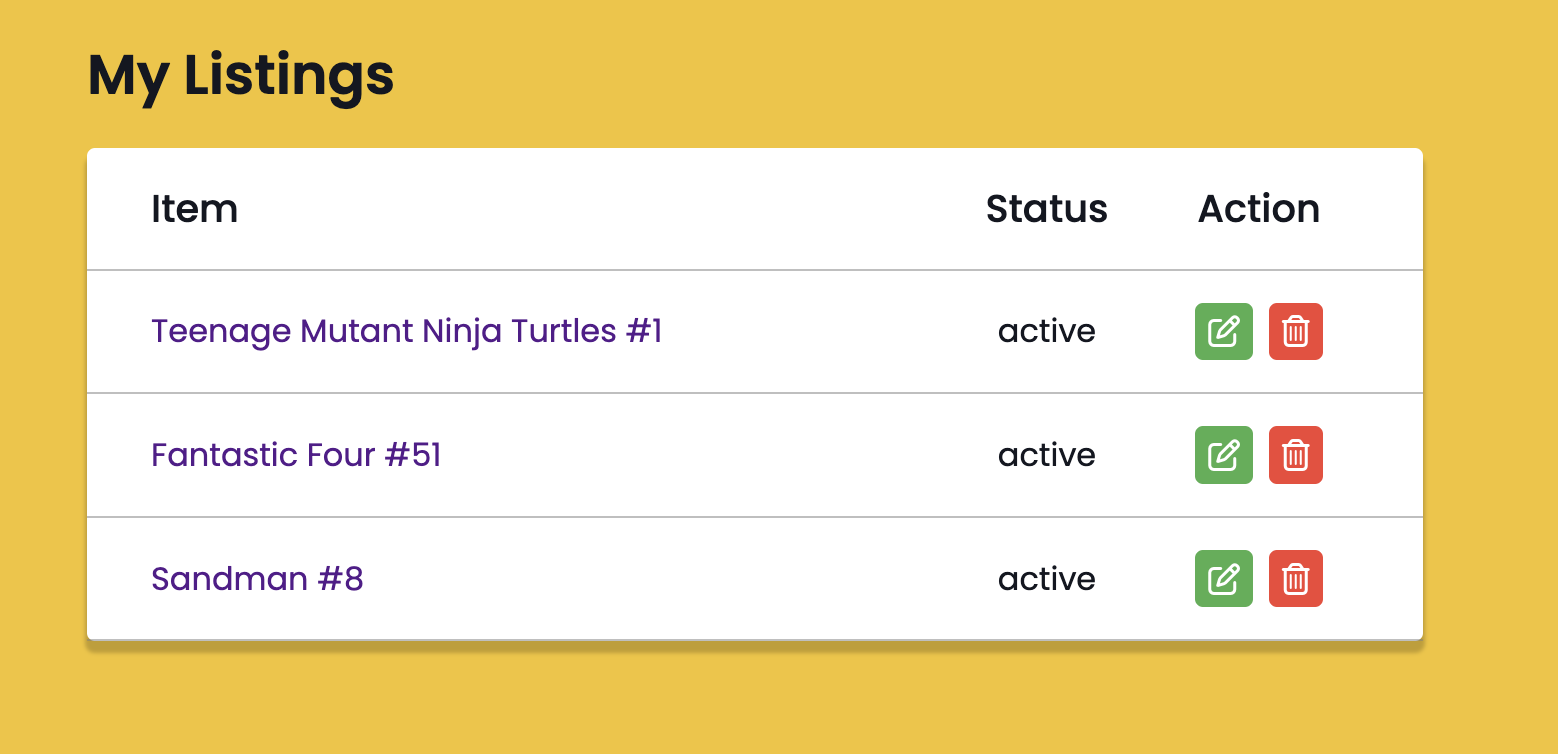 My Listings
Item Status Action
Teenage Mutant Ninja Turtles #1 active
Fantastic Four #51 active
Sandman #8 active